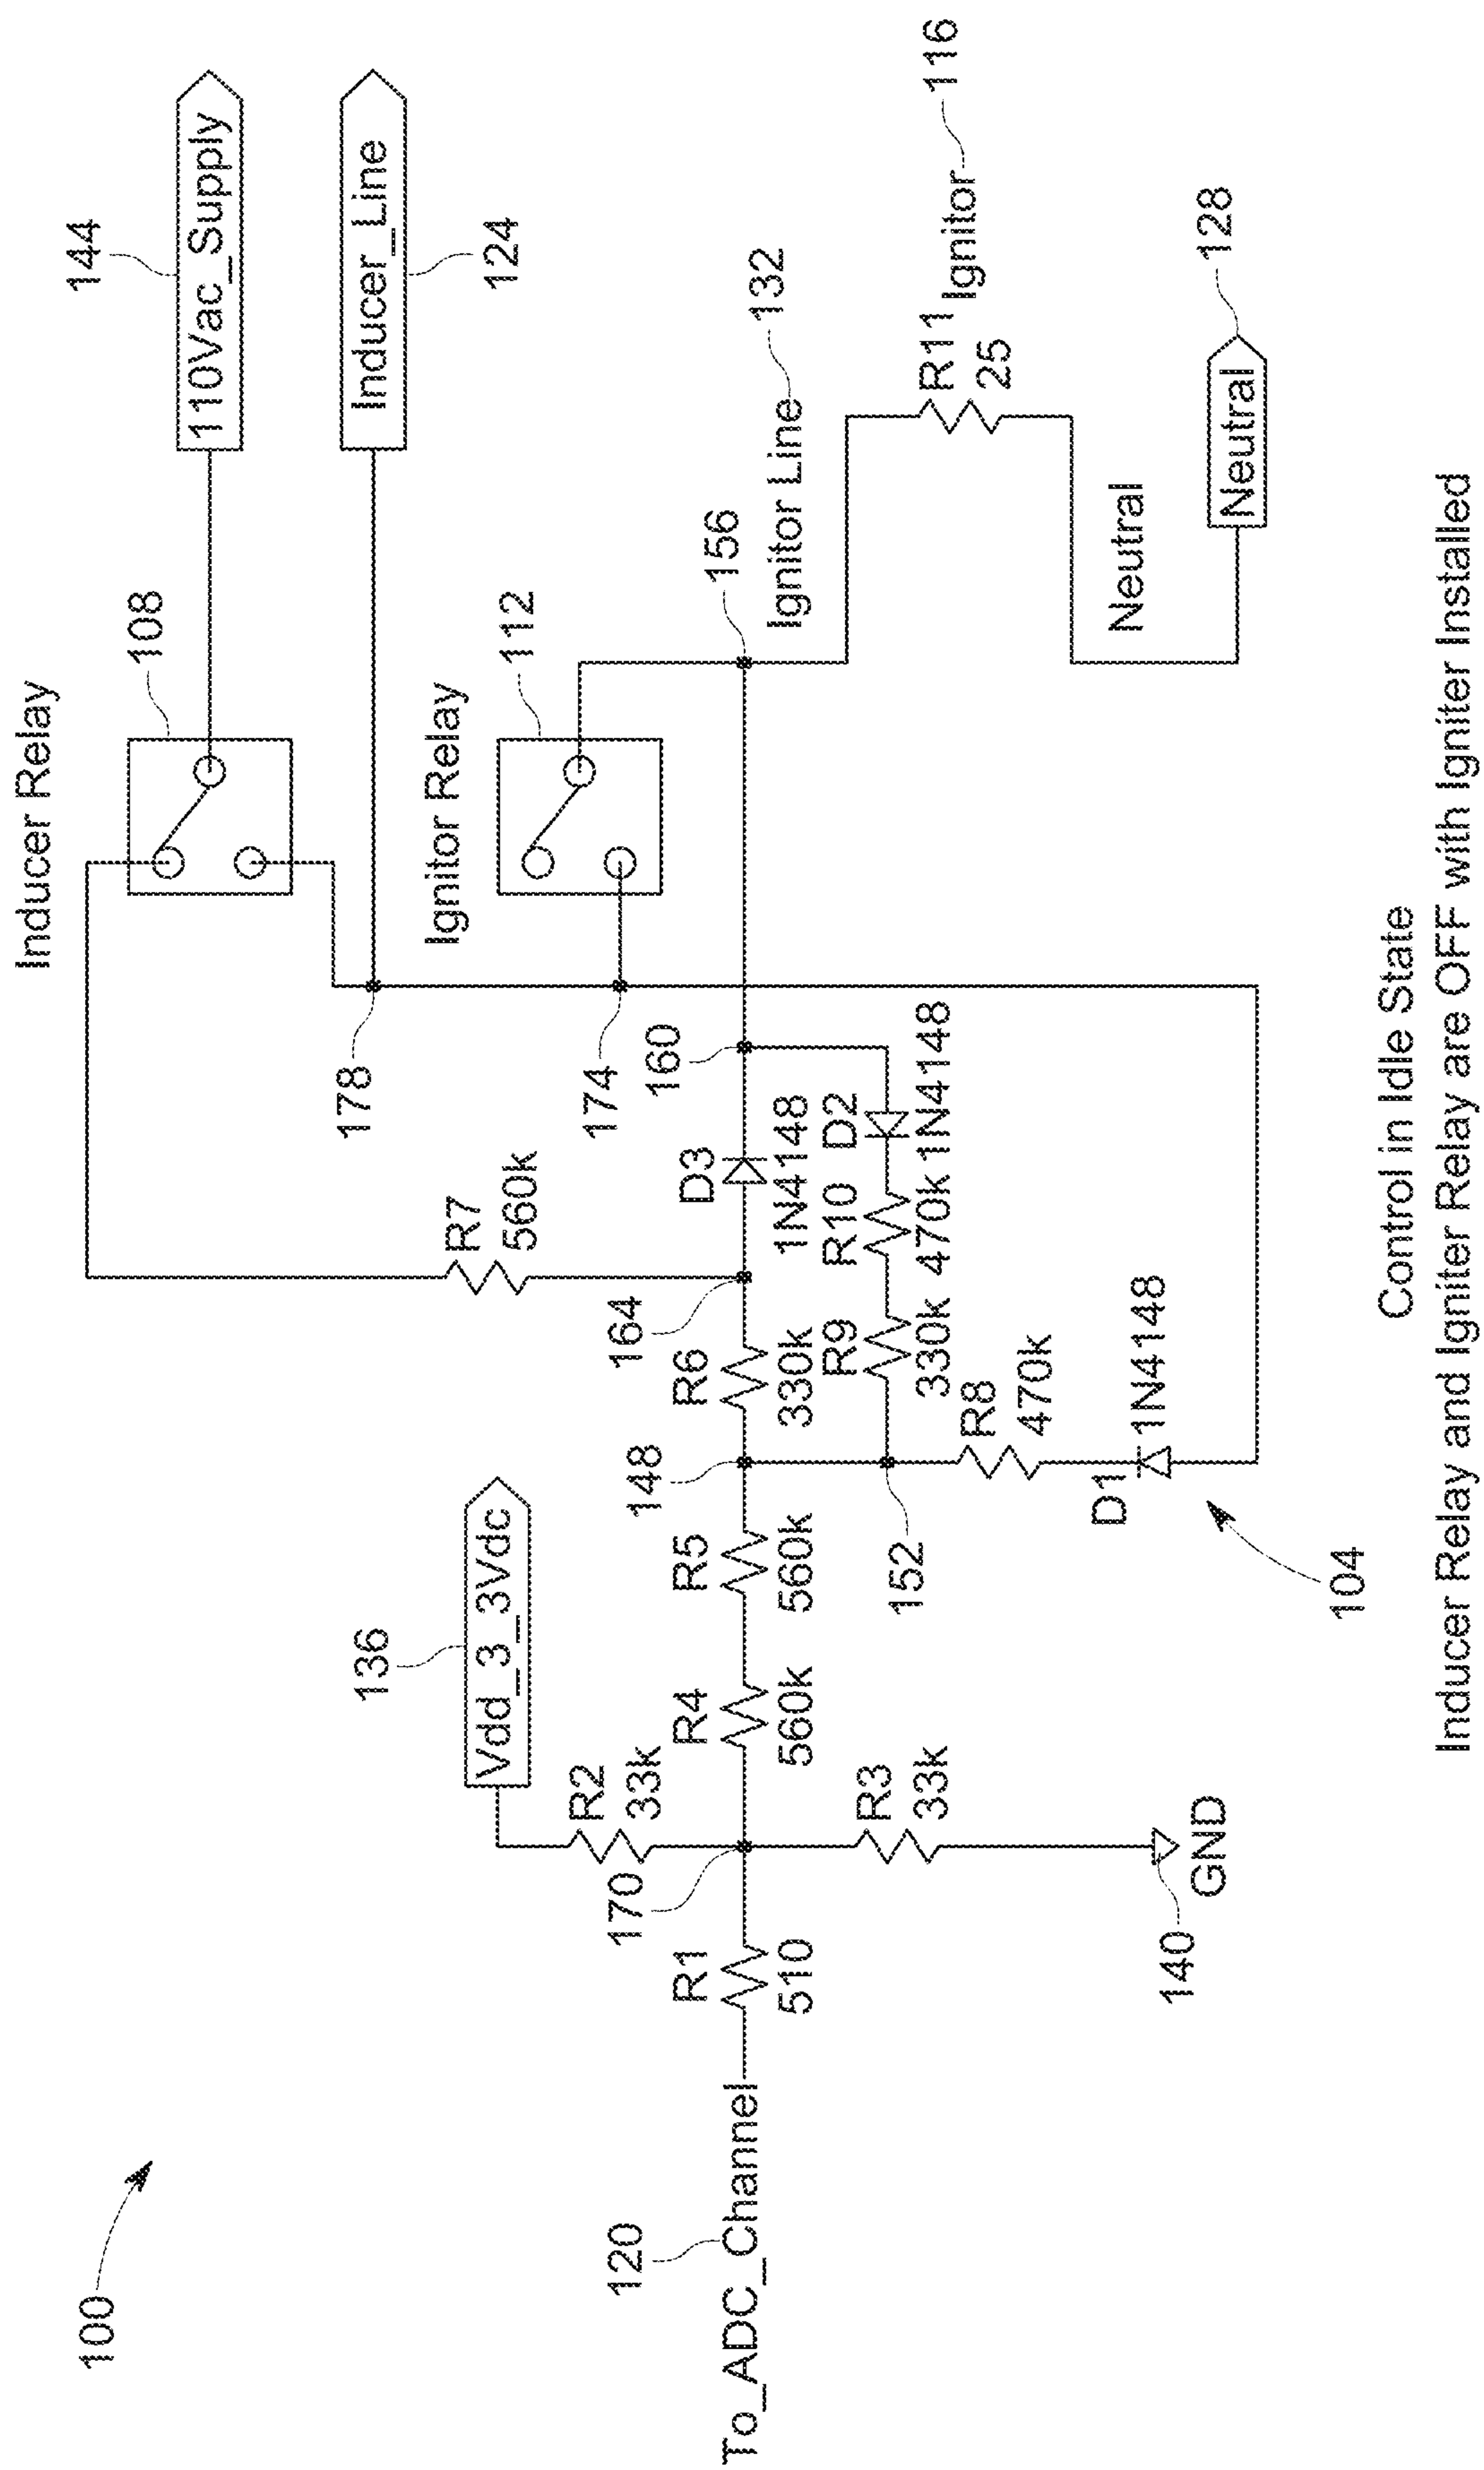 100
Inducer Relay
108
144
110Vac_Supply
Inducer_Line
124
R7
560k
178
Ignitor Relay
112
174
136
Vdd_3_3Vdc
R2
33k
156
Ignitor Line
132
R11
25
Ignitor
116
Neutral
Neutral
128
120
To_ADC_Channel
R1
510
170
R4
560k
R5
560k
148
R6
330k
164
D3
1N4148
160
R3
33k
140
GND
152
R9
330k
R10
470k
D2
1N4148
R8
470k
D1
1N4148
104
Control in Idle State
Inducer Relay and Igniter Relay are OFF with Igniter Installed